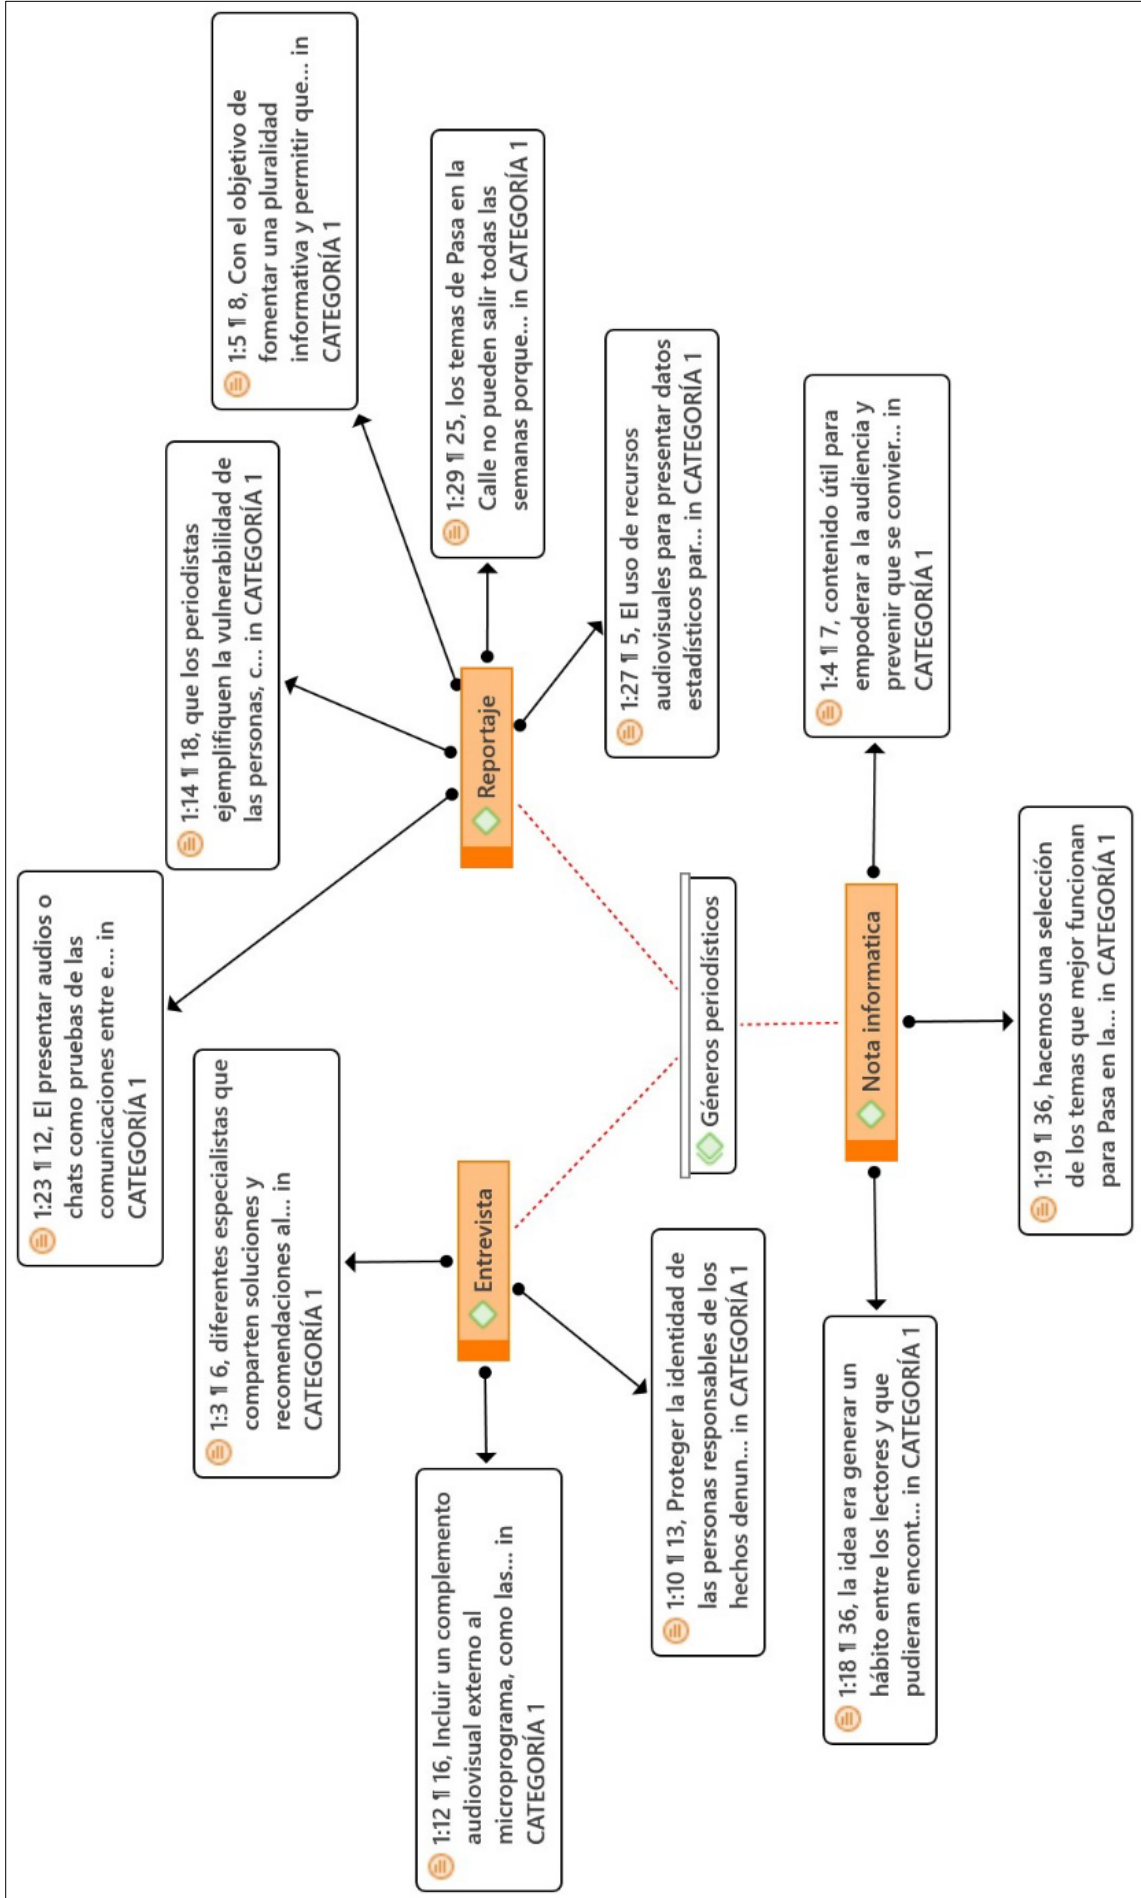 1:23 ¶ 12, El presentar audios o
chats como pruebas de las
comunicaciones entre e... in
CATEGORÍA 1
1:14 ¶ 18, que los periodistas
ejemplifiquen la vulnerabilidad de
las personas, c... in CATEGORÍA 1
1:5 ¶ 8, Con el objetivo de
fomentar una pluralidad
informativa y permitir que... in
CATEGORÍA 1
1:3 ¶ 6, diferentes especialistas que
comparten soluciones y
recomendaciones al... in
CATEGORÍA 1
1:29 ¶ 25, los temas de Pasa en la
Calle no pueden salir todas las
semanas porque... in CATEGORÍA 1
1:12 ¶ 16, Incluir un complemento
audiovisual externo al
microprograma, como las... in
CATEGORÍA 1
Entrevista
Reportaje
1:10 ¶ 13, Proteger la identidad de
las personas responsables de los
hechos denun... in CATEGORÍA 1
Géneros periodísticos
1:27 ¶ 5, El uso de recursos
audiovisuales para presentar datos
estadísticos par... in CATEGORÍA 1
1:18 ¶ 36, la idea era generar un
hábito entre los lectores y que
pudieran encont... in CATEGORÍA 1
Nota informatica
1:4 ¶ 7, contenido útil para
empoderar a la audiencia y
prevenir que se convier... in
CATEGORÍA 1
1:19 ¶ 36, hacemos una selección
de los temas que mejor funcionan
para Pasa en la... in CATEGORÍA 1